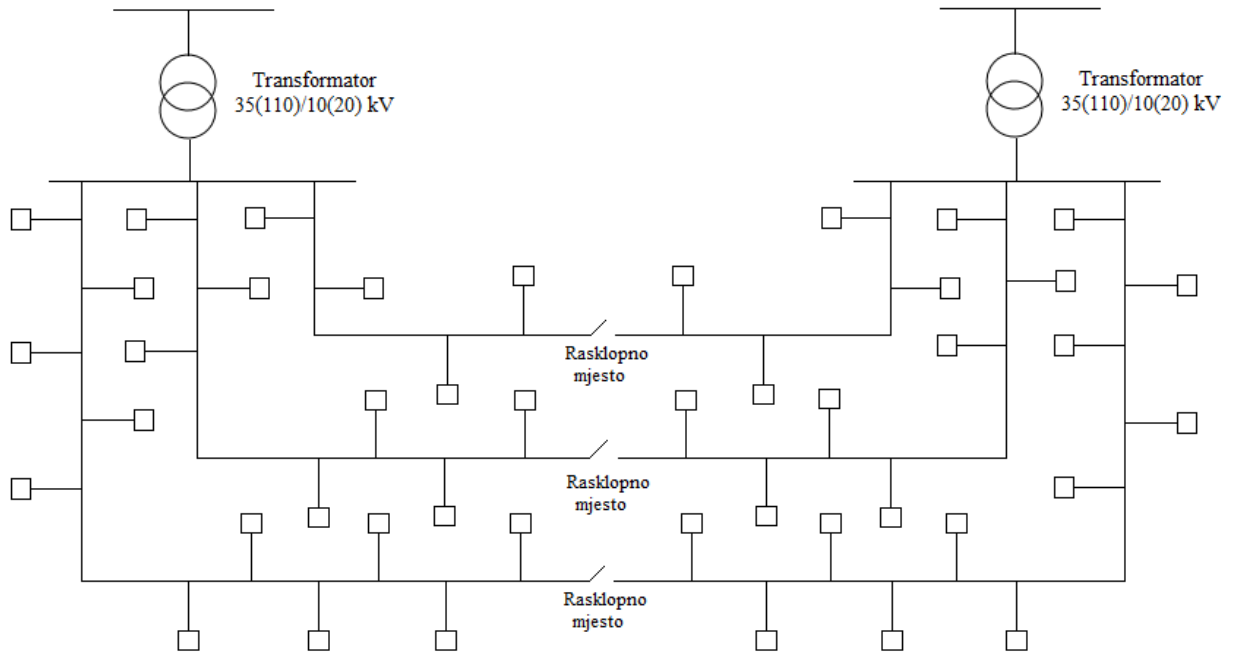 Transformator
35(110)/10(20) kV
Transformator
35(110)/10(20) kV
Rasklopno
mjesto
Rasklopno
mjesto
Rasklopno
mjesto